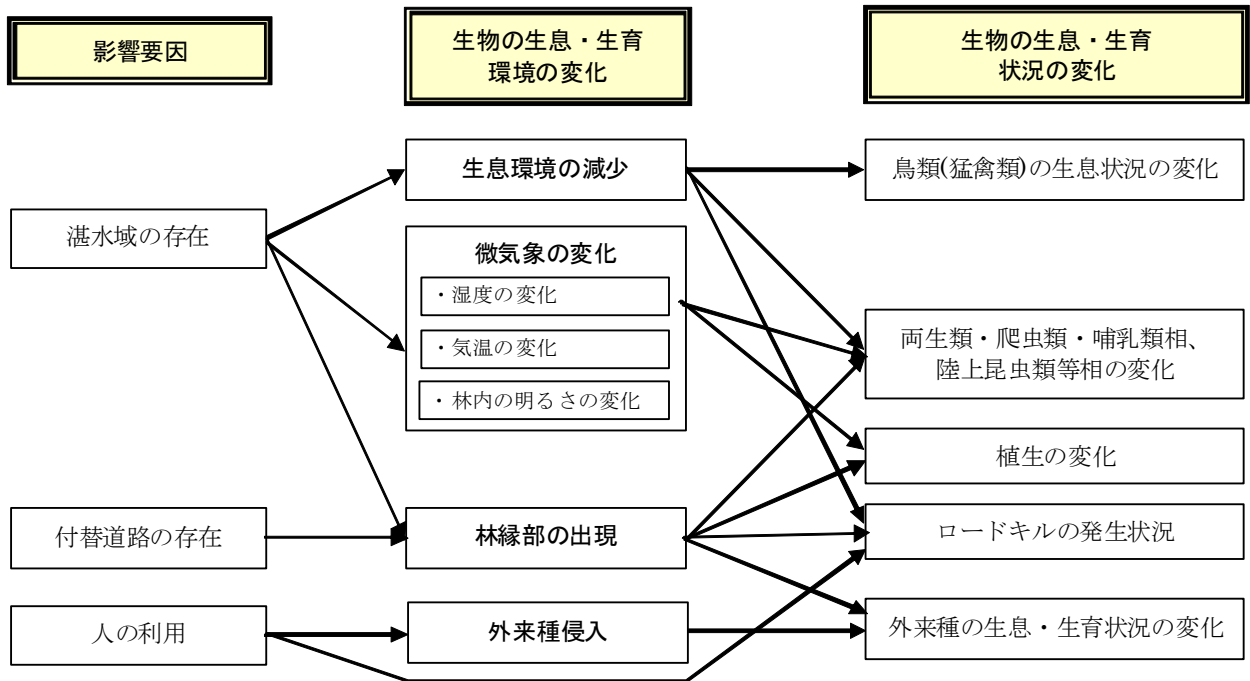 影響要因
生物の生息・生育
環境の変化
生物の生息・生育
状況の変化
生息環境の減少
鳥類(猛禽類)の生息状況の変化
湛水域の存在
微気象の変化
・湿度の変化
・気温の変化
・林内の明るさの変化
両生類・爬虫類・哺乳類相、
陸上昆虫類等相の変化
植生の変化
付替道路の存在
林縁部の出現
ロードキルの発生状況
人の利用
外来種侵入
外来種の生息・生育状況の変化